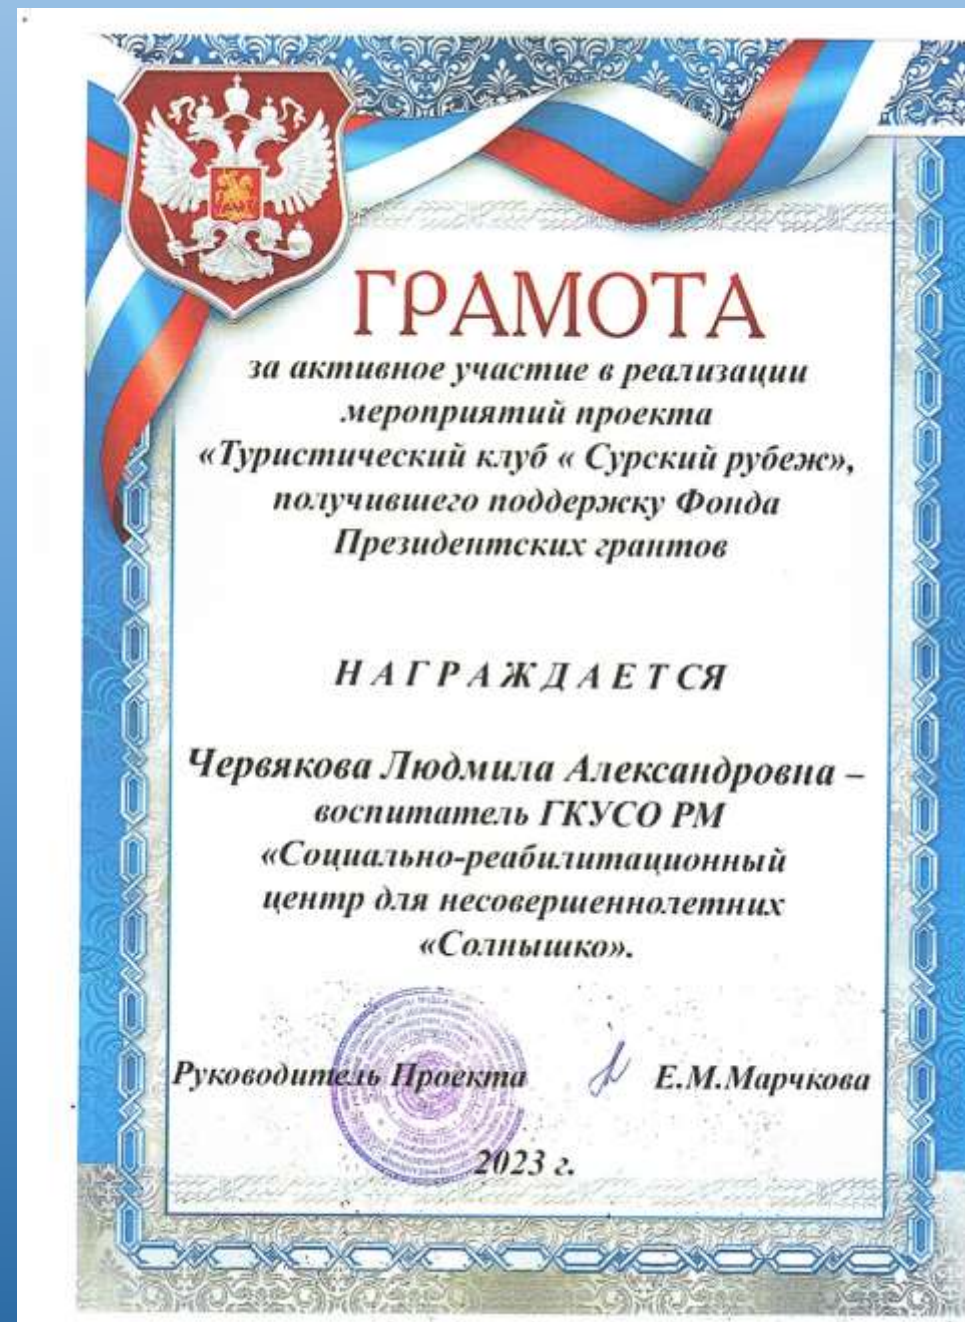 ГРАМОТА
за активное участие в реализации
мероприятий проекта
«Туристический клуб « Сурский рубеж»,
получившего поддержку Фонда
Президентских грантов
Н А Г Р А Ж Д А Е Т СЯ
Червякова Людмила Александровна –
воспитатель ГКУСО РМ
«Социально-реабилитационный
центр для несовершеннолетних
«Солнышко».
Руководитель Проекта Е.М.Марчкова
2023 г.